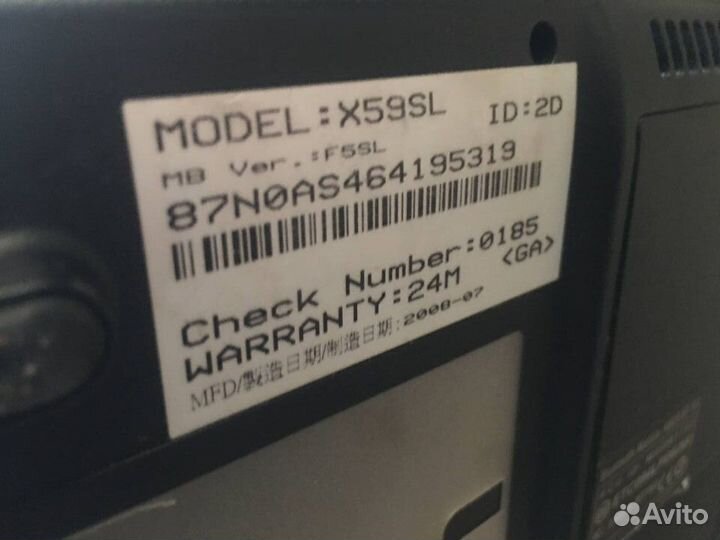 MODEL:X59SL ID:2D
MB Ver.:F5SL
87N0AS464195319
Check Number:0185
WARRANTY:24M <GA>
MFD/製造日期/制造日期:2008-07
Avito